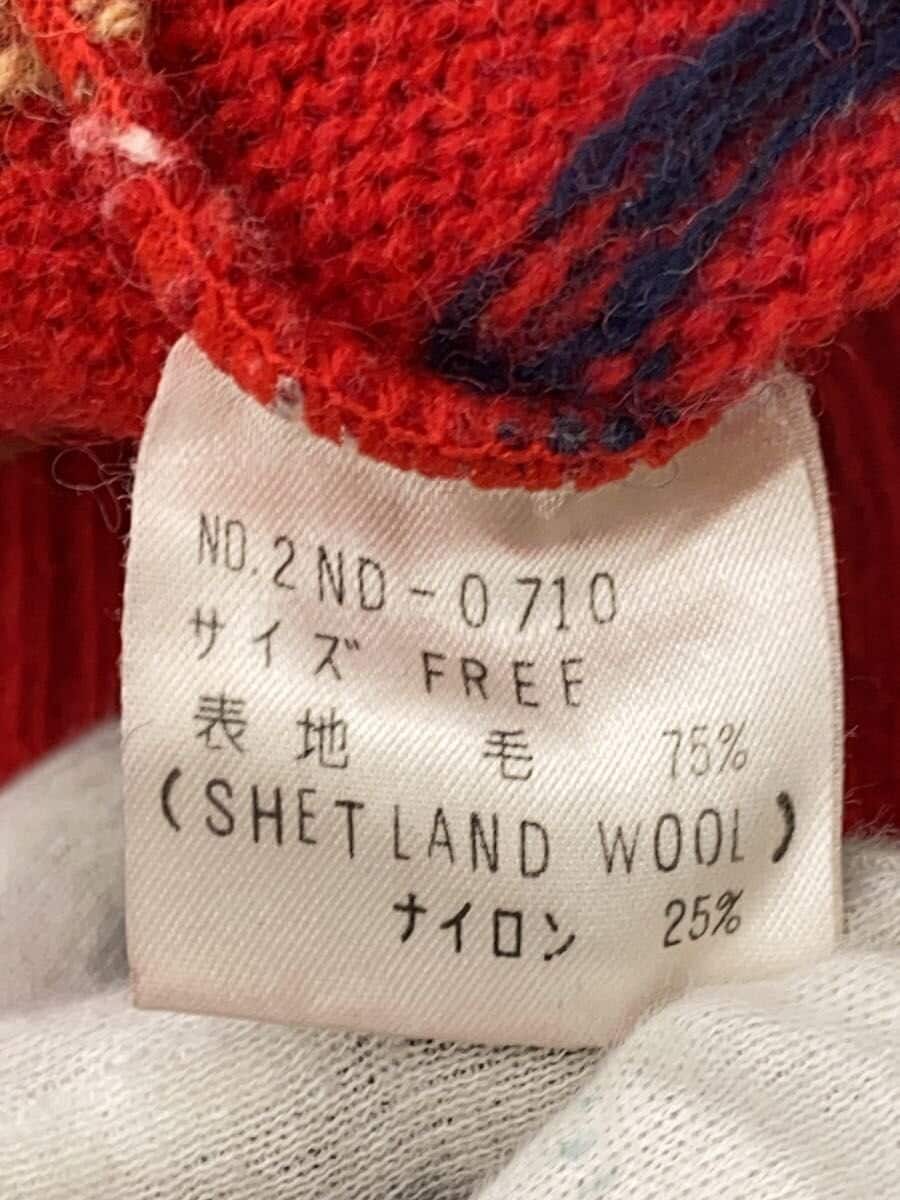 NO.2ND-0710
サイズ FREE
表地 毛 75%
(SHETLAND WOOL)
ナイロン 25%